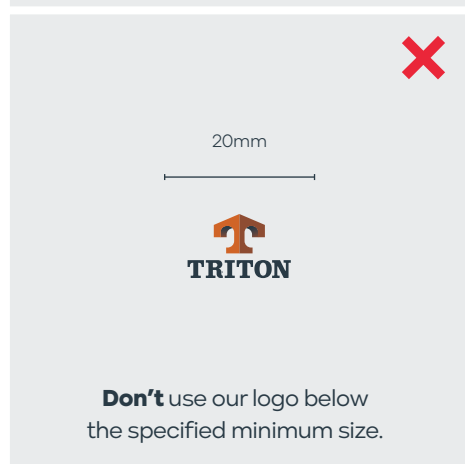 20mm
TRITON
Don't use our logo below
the specified minimum size.